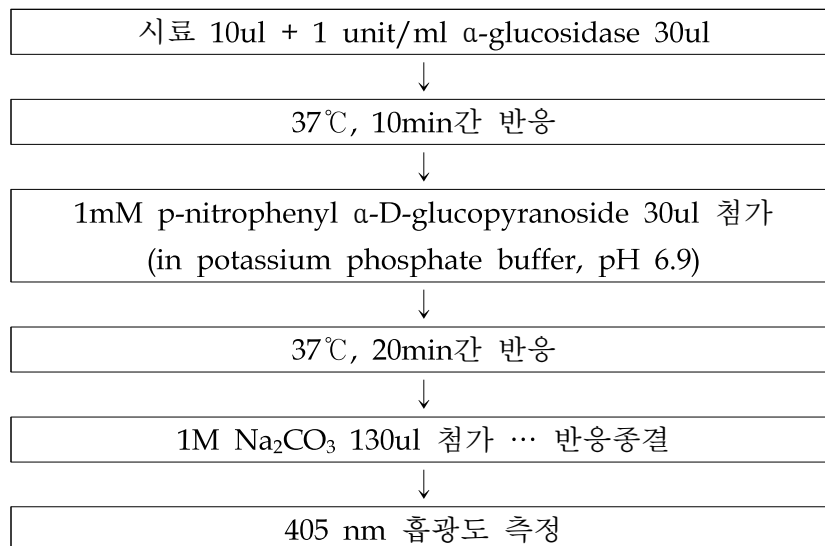 시료 10ul + 1 unit/ml α-glucosidase 30ul
↓
37℃, 10min간 반응
↓
1mM p-nitrophenyl α-D-glucopyranoside 30ul 첨가
(in potassium phosphate buffer, pH 6.9)
↓
37℃, 20min간 반응
↓
1M Na₂CO₃ 130ul 첨가 … 반응종결
↓
405 nm 흡광도 측정